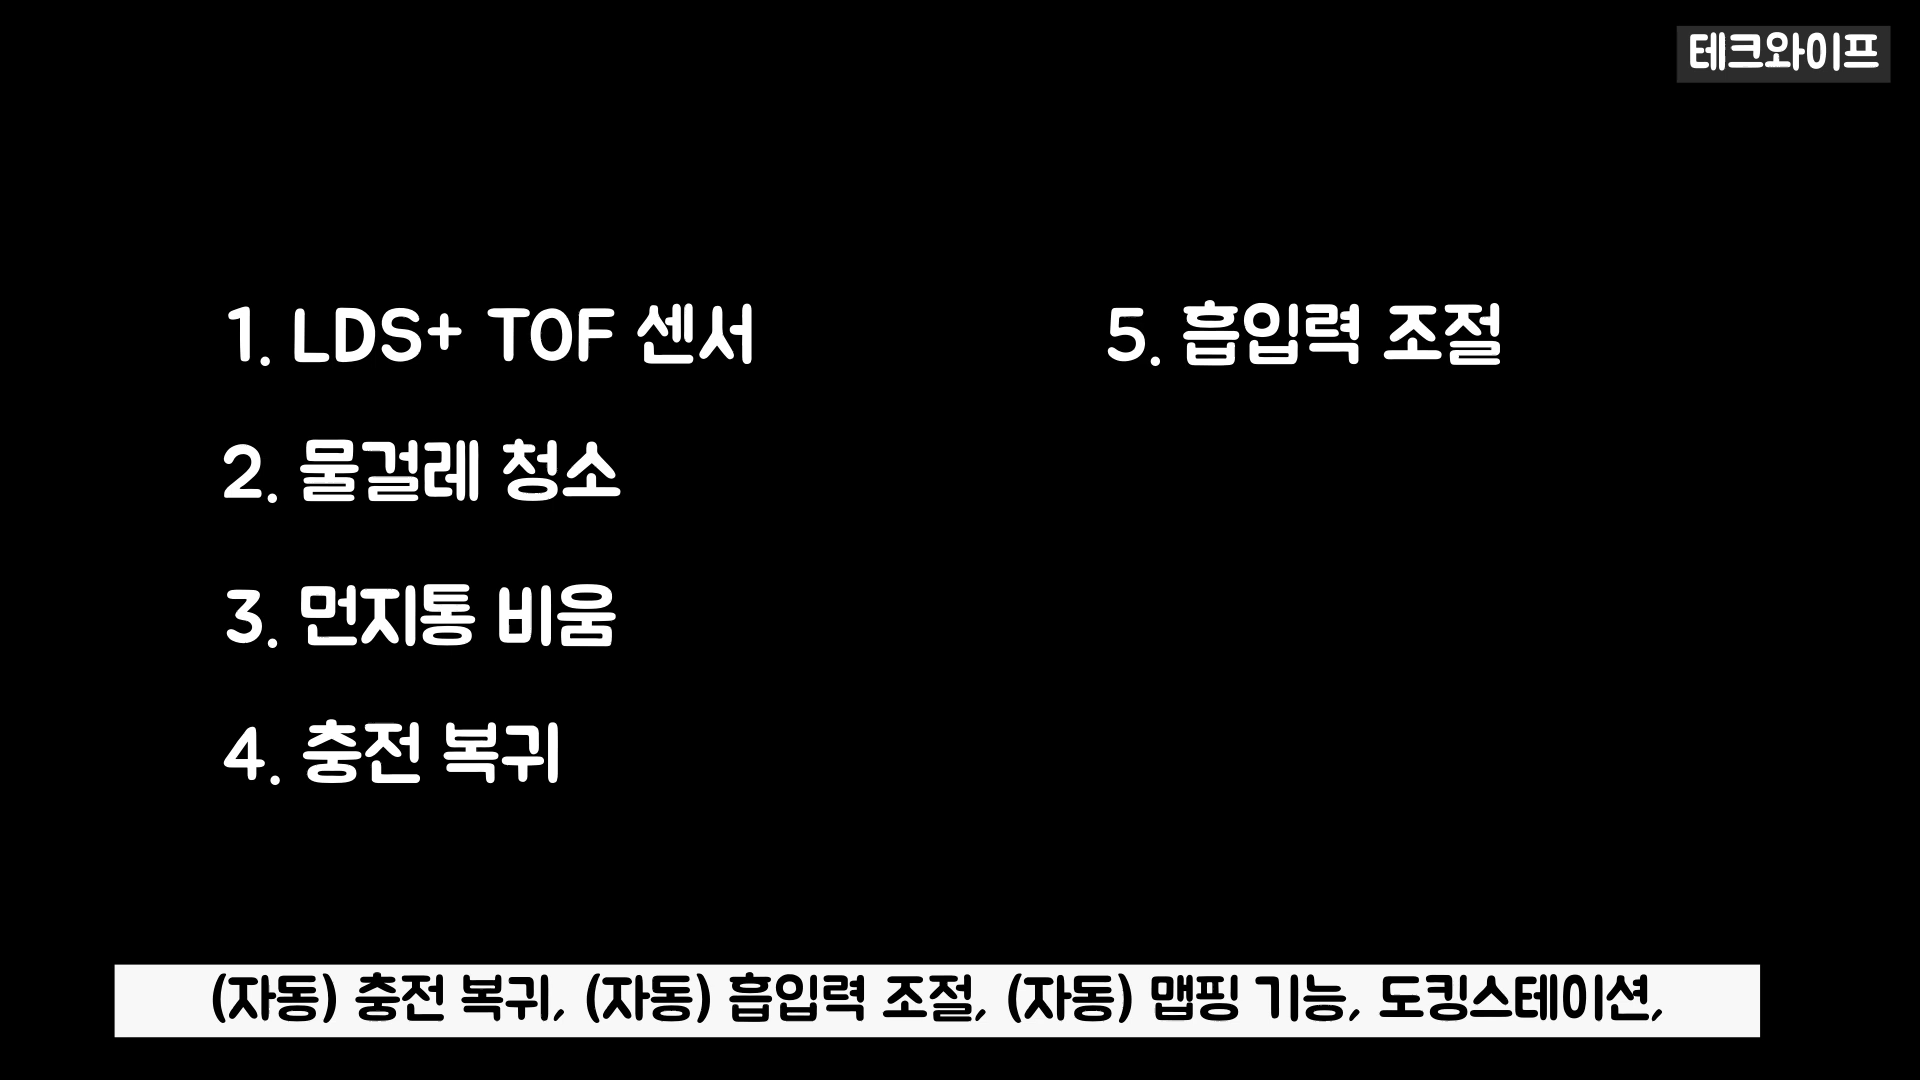 테크와이프
1. LDS+ TOF 센서
2. 물걸레 청소
3. 먼지통 비움
4. 충전 복귀
5. 흡입력 조절
(자동) 충전 복귀, (자동) 흡입력 조절, (자동) 맵핑 기능, 도킹스테이션,